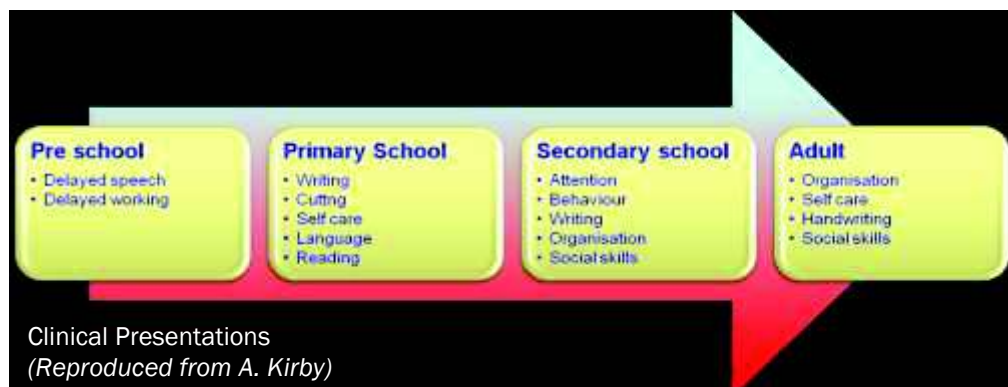 Pre school
• Delayed speech
• Delayed working
Primary School
• Writing
• Cutting
• Self care
• Language
• Reading
Secondary school
• Attention
• Behaviour
• Writing
• Organisation
• Social skills
Adult
• Organisation
• Self care
• Handwriting
• Social skills
Clinical Presentations
(Reproduced from A. Kirby)